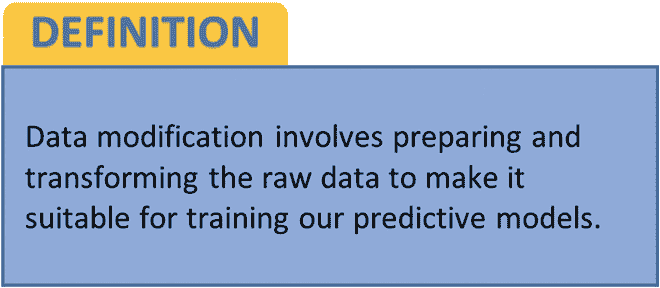 DEFINITION
Data modification involves preparing and
transforming the raw data to make it
suitable for training our predictive models.